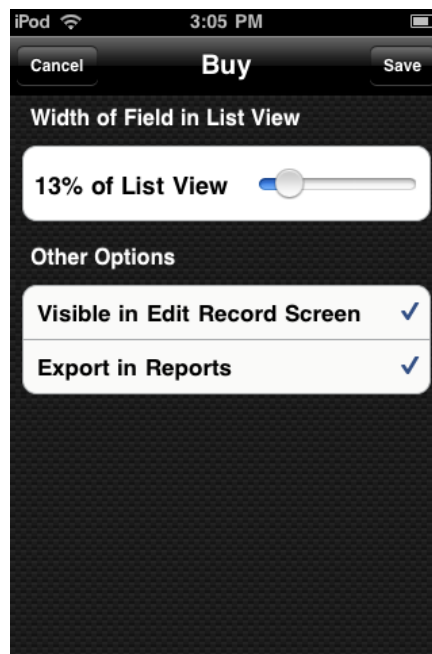 iPod 3:05 PM
Cancel Buy Save
Width of Field in List View
13% of List View
Other Options
Visible in Edit Record Screen
Export in Reports